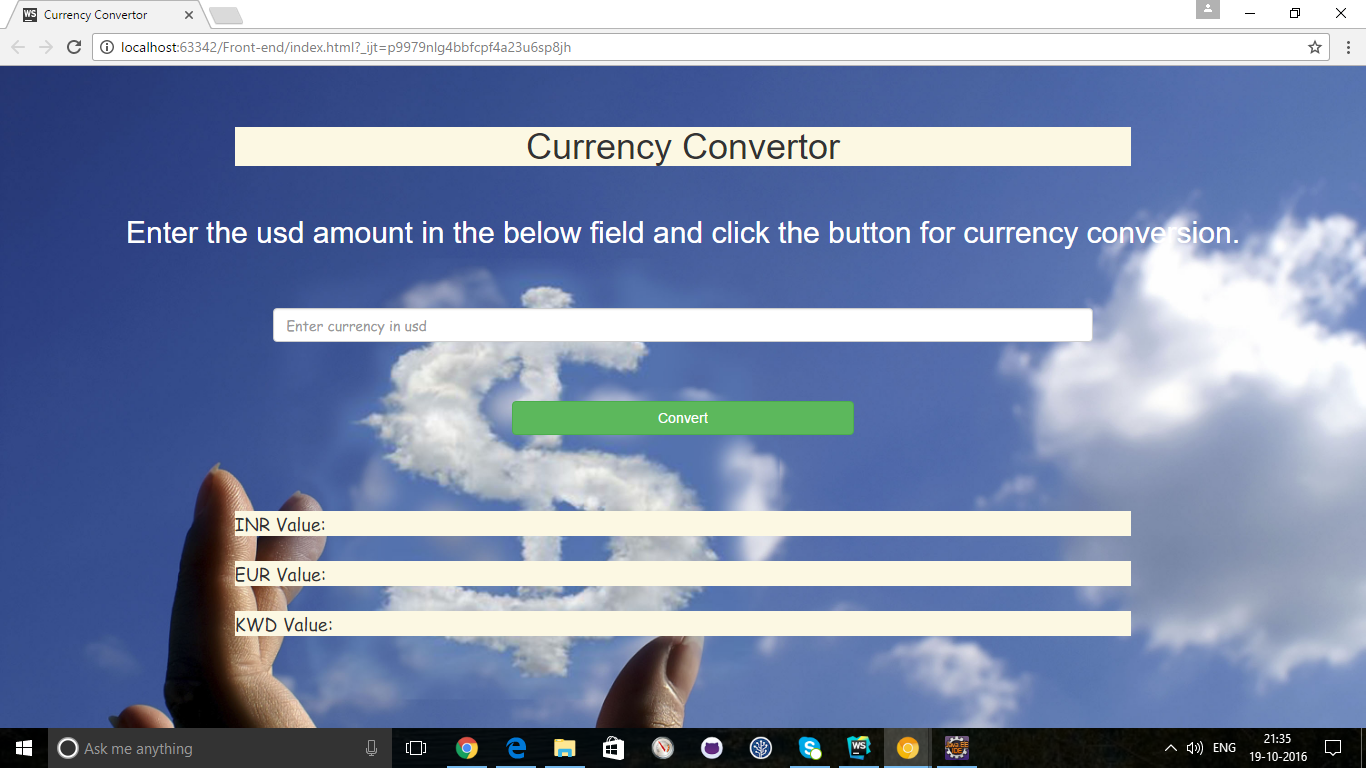 WS Currency Convertor
localhost:63342/Front-end/index.html?_ijt=p9979nlg4bbfcpf4a23u6sp8jh
Currency Convertor
Enter the usd amount in the below field and click the button for currency conversion.
Enter currency in usd
Convert
INR Value:
EUR Value:
KWD Value:
Ask me anything
WS
ENG
21:35
19-10-2016